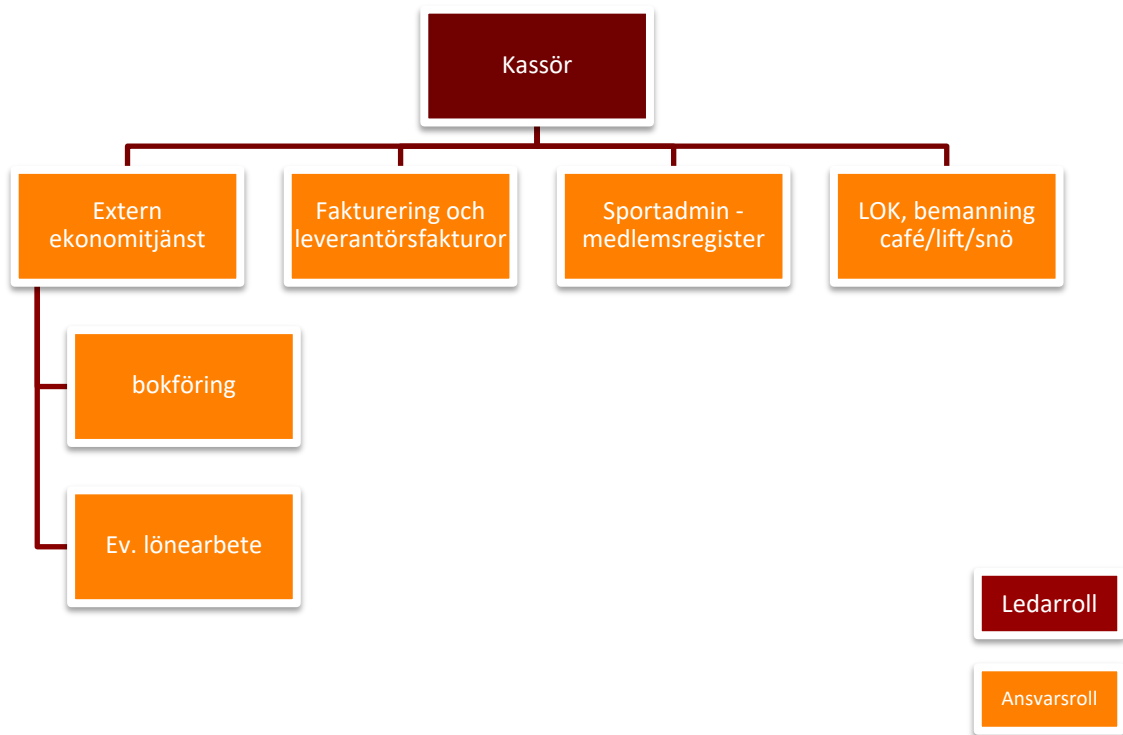 Kassör
Extern
ekonomitjänst
Fakturering och
leverantörsfakturor
Sportadmin -
medlemsregister
LOK, bemanning
café/lift/snö
bokföring
Ev. lönearbete
Ledarroll
Ansvarsroll